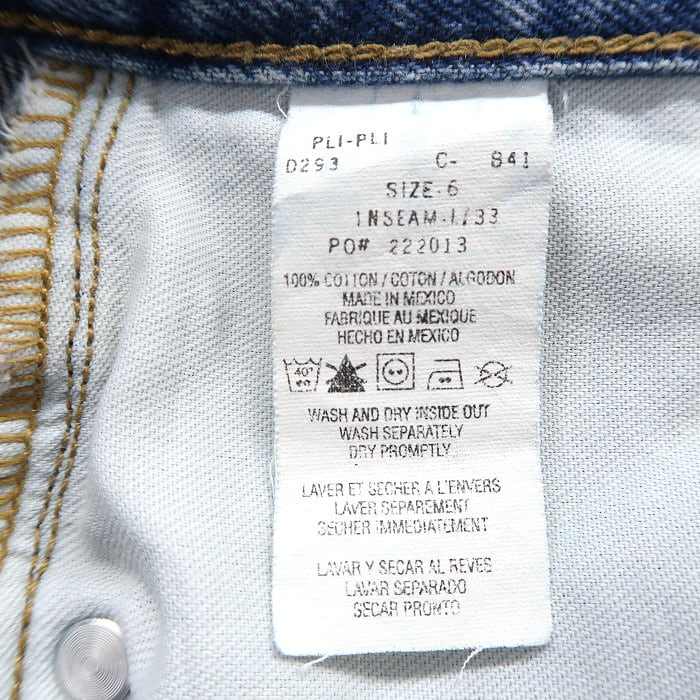 PLI-PLI
D293 C- 841
SIZE-6
INSEAM-1/33
PO# 222013
100% COTTON / COTON / ALGODON
MADE IN MEXICO
FABRIQUE AU MEXIQUE
HECHO EN MEXICO
40°
WASH AND DRY INSIDE OUT
WASH SEPARATELY
DRY PROMPTLY
LAVER ET SECHER A L'ENVERS
LAVER SEPAREMENT
SECHER IMMEDIATEMENT
LAVAR Y SECAR AL REVES
LAVAR SEPARADO
SECAR PRONTO